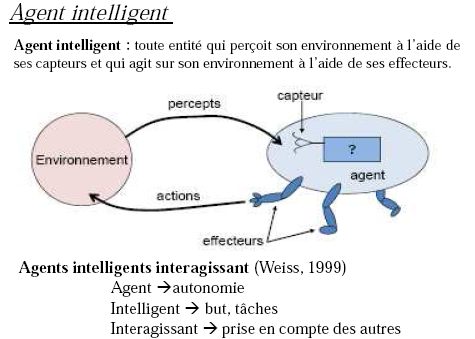 Agent intelligent
Agent intelligent : toute entité qui perçoit son environnement à l'aide de
ses capteurs et qui agit sur son environnement à l'aide de ses effecteurs.
percepts
capteur
Environnement
?
agent
actions
effecteurs
Agents intelligents interagissant (Weiss, 1999)
Agent → autonomie
Intelligent → but, tâches
Interagissant → prise en compte des autres